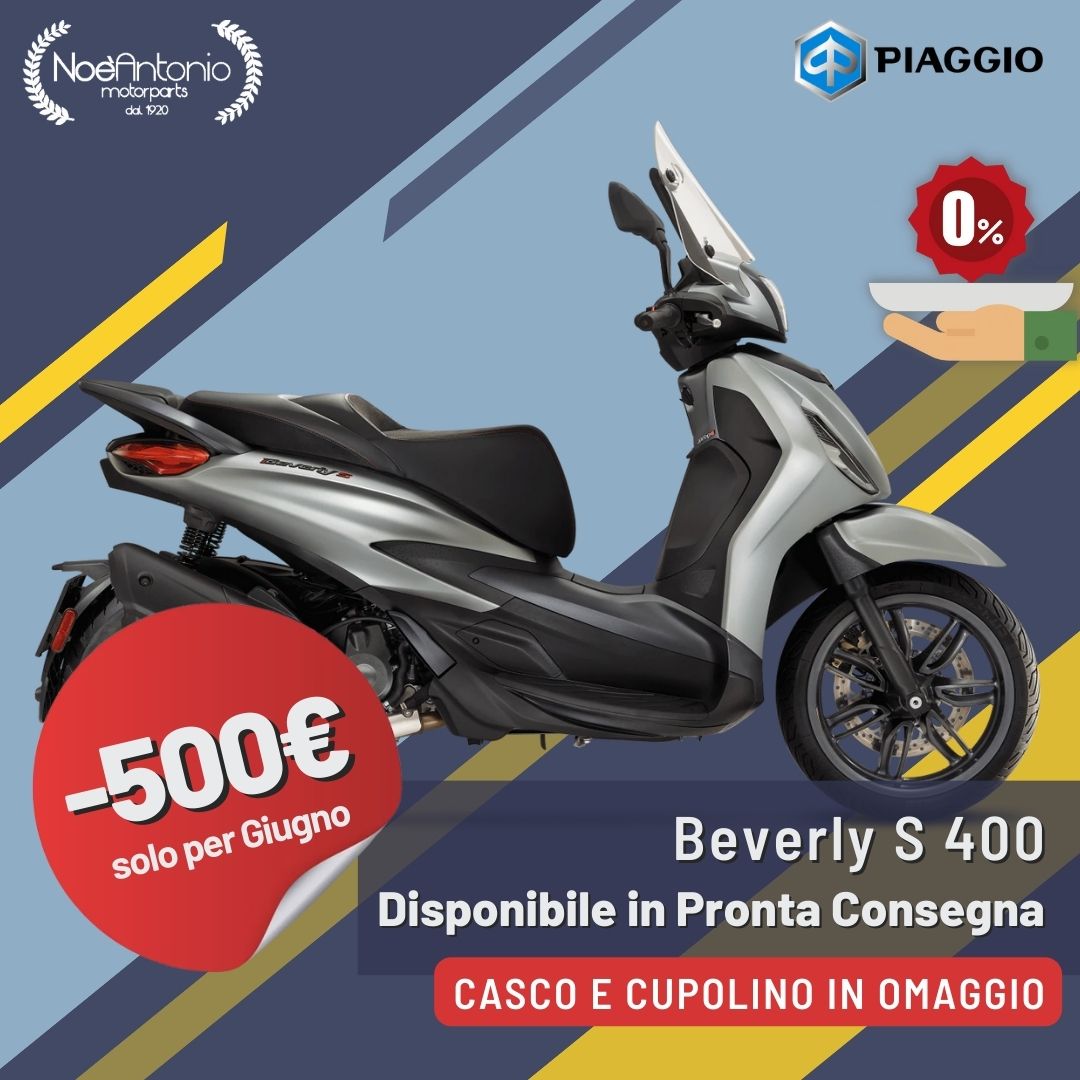 NoèAntonio
motorparts
dal 1920
PIAGGIO
0%
Beverly S
-500€
solo per Giugno
Beverly S 400
Disponibile in Pronta Consegna
CASCO E CUPOLINO IN OMAGGIO